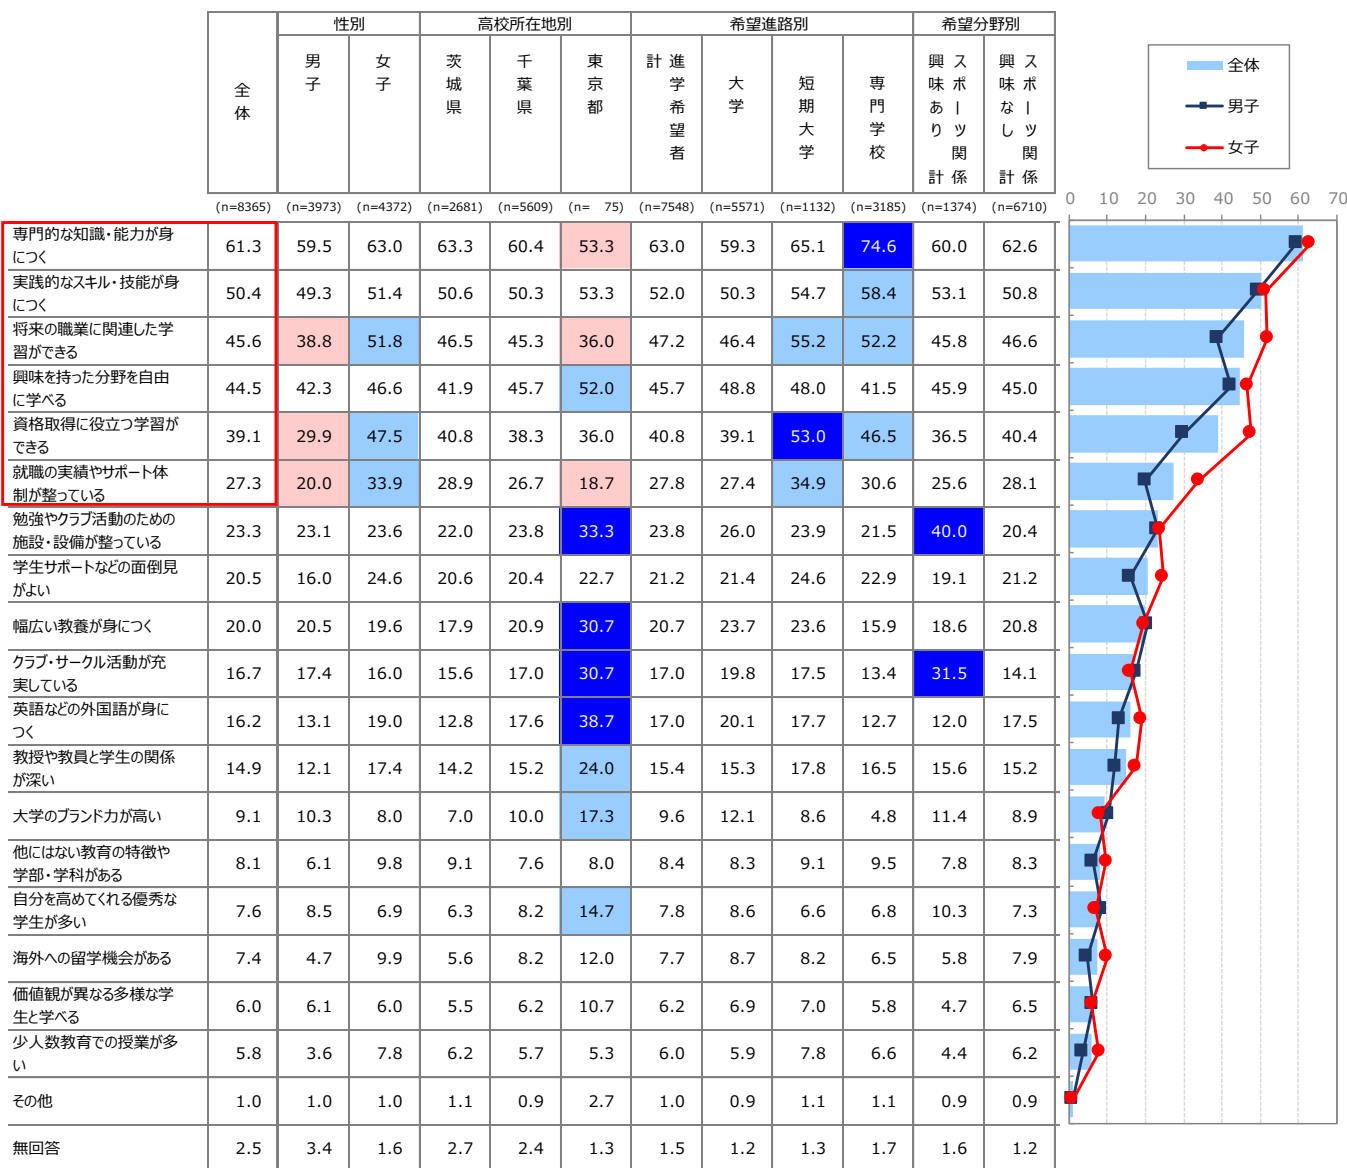 性別 高校所在地別 希望進路別 希望分野別
全体 男子 女子 茨城県 千葉県 東京都 進学希望者計 大学 短期大学 専門学校 スポーツ関係興味あり計 スポーツ関係興味なし計
(n=8365) (n=3973) (n=4372) (n=2681) (n=5609) (n= 75) (n=7548) (n=5571) (n=1132) (n=3185) (n=1374) (n=6710)
全体
男子
女子
0 10 20 30 40 50 60 70
専門的な知識・能力が身
につく
61.3 59.5 63.0 63.3 60.4 53.3 63.0 59.3 65.1 74.6 60.0 62.6
実践的なスキル・技能が身
につく
50.4 49.3 51.4 50.6 50.3 53.3 52.0 50.3 54.7 58.4 53.1 50.8
将来の職業に関連した学
習ができる
45.6 38.8 51.8 46.5 45.3 36.0 47.2 46.4 55.2 52.2 45.8 46.6
興味を持った分野を自由
に学べる
44.5 42.3 46.6 41.9 45.7 52.0 45.7 48.8 48.0 41.5 45.9 45.0
資格取得に役立つ学習が
できる
39.1 29.9 47.5 40.8 38.3 36.0 40.8 39.1 53.0 46.5 36.5 40.4
就職の実績やサポート体
制が整っている
27.3 20.0 33.9 28.9 26.7 18.7 27.8 27.4 34.9 30.6 25.6 28.1
勉強やクラブ活動のための
施設・設備が整っている
23.3 23.1 23.6 22.0 23.8 33.3 23.8 26.0 23.9 21.5 40.0 20.4
学生サポートなどの面倒見
がよい
20.5 16.0 24.6 20.6 20.4 22.7 21.2 21.4 24.6 22.9 19.1 21.2
幅広い教養が身につく
20.0 20.5 19.6 17.9 20.9 30.7 20.7 23.7 23.6 15.9 18.6 20.8
クラブ・サークル活動が充
実している
16.7 17.4 16.0 15.6 17.0 30.7 17.0 19.8 17.5 13.4 31.5 14.1
英語などの外国語が身に
つく
16.2 13.1 19.0 12.8 17.6 38.7 17.0 20.1 17.7 12.7 12.0 17.5
教授や教員と学生の関係
が深い
14.9 12.1 17.4 14.2 15.2 24.0 15.4 15.3 17.8 16.5 15.6 15.2
大学のブランド力が高い
9.1 10.3 8.0 7.0 10.0 17.3 9.6 12.1 8.6 4.8 11.4 8.9
他にはない教育の特徴や
学部・学科がある
8.1 6.1 9.8 9.1 7.6 8.0 8.4 8.3 9.1 9.5 7.8 8.3
自分を高めてくれる優秀な
学生が多い
7.6 8.5 6.9 6.3 8.2 14.7 7.8 8.6 6.6 6.8 10.3 7.3
海外への留学機会がある
7.4 4.7 9.9 5.6 8.2 12.0 7.7 8.7 8.2 6.5 5.8 7.9
価値観が異なる多様な学
生と学べる
6.0 6.1 6.0 5.5 6.2 10.7 6.2 6.9 7.0 5.8 4.7 6.5
少人数教育での授業が多
い
5.8 3.6 7.8 6.2 5.7 5.3 6.0 5.9 7.8 6.6 4.4 6.2
その他
1.0 1.0 1.0 1.1 0.9 2.7 1.0 0.9 1.1 1.1 0.9 0.9
無回答
2.5 3.4 1.6 2.7 2.4 1.3 1.5 1.2 1.3 1.7 1.6 1.2